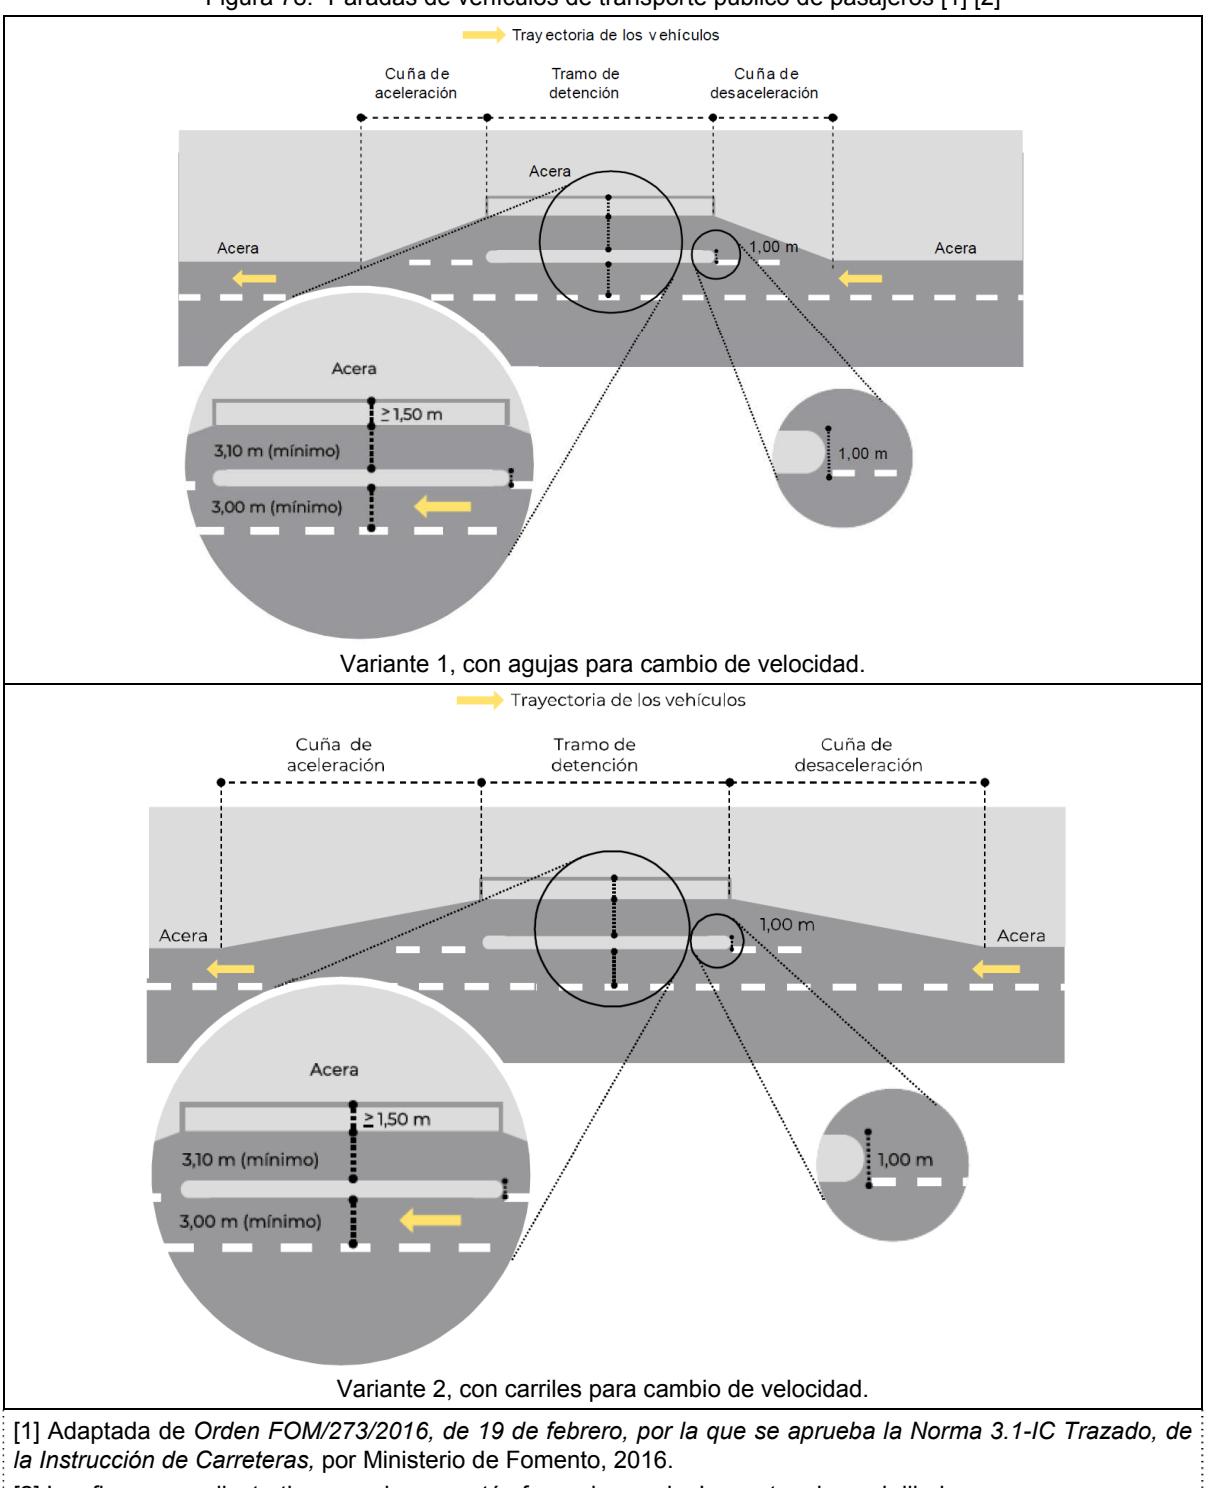 Figura 78. Paradas de vehículos de transporte público de pasajeros [1] [2]
Trayectoria de los vehículos
Cuña de
aceleración
Tramo de
detención
Cuña de
desaceleración
Acera
Acera
1,00 m
Acera
Acera
≥1,50 m
3,10 m (mínimo)
3,00 m (mínimo)
1,00 m
Variante 1, con agujas para cambio de velocidad.
Trayectoria de los vehículos
Cuña de
aceleración
Tramo de
detención
Cuña de
desaceleración
1,00 m
Acera
Acera
Acera
≥1,50 m
3,10 m (mínimo)
3,00 m (mínimo)
1,00 m
Variante 2, con carriles para cambio de velocidad.
[1] Adaptada de Orden FOM/273/2016, de 19 de febrero, por la que se aprueba la Norma 3.1-IC Trazado, de
la Instrucción de Carreteras, por Ministerio de Fomento, 2016.